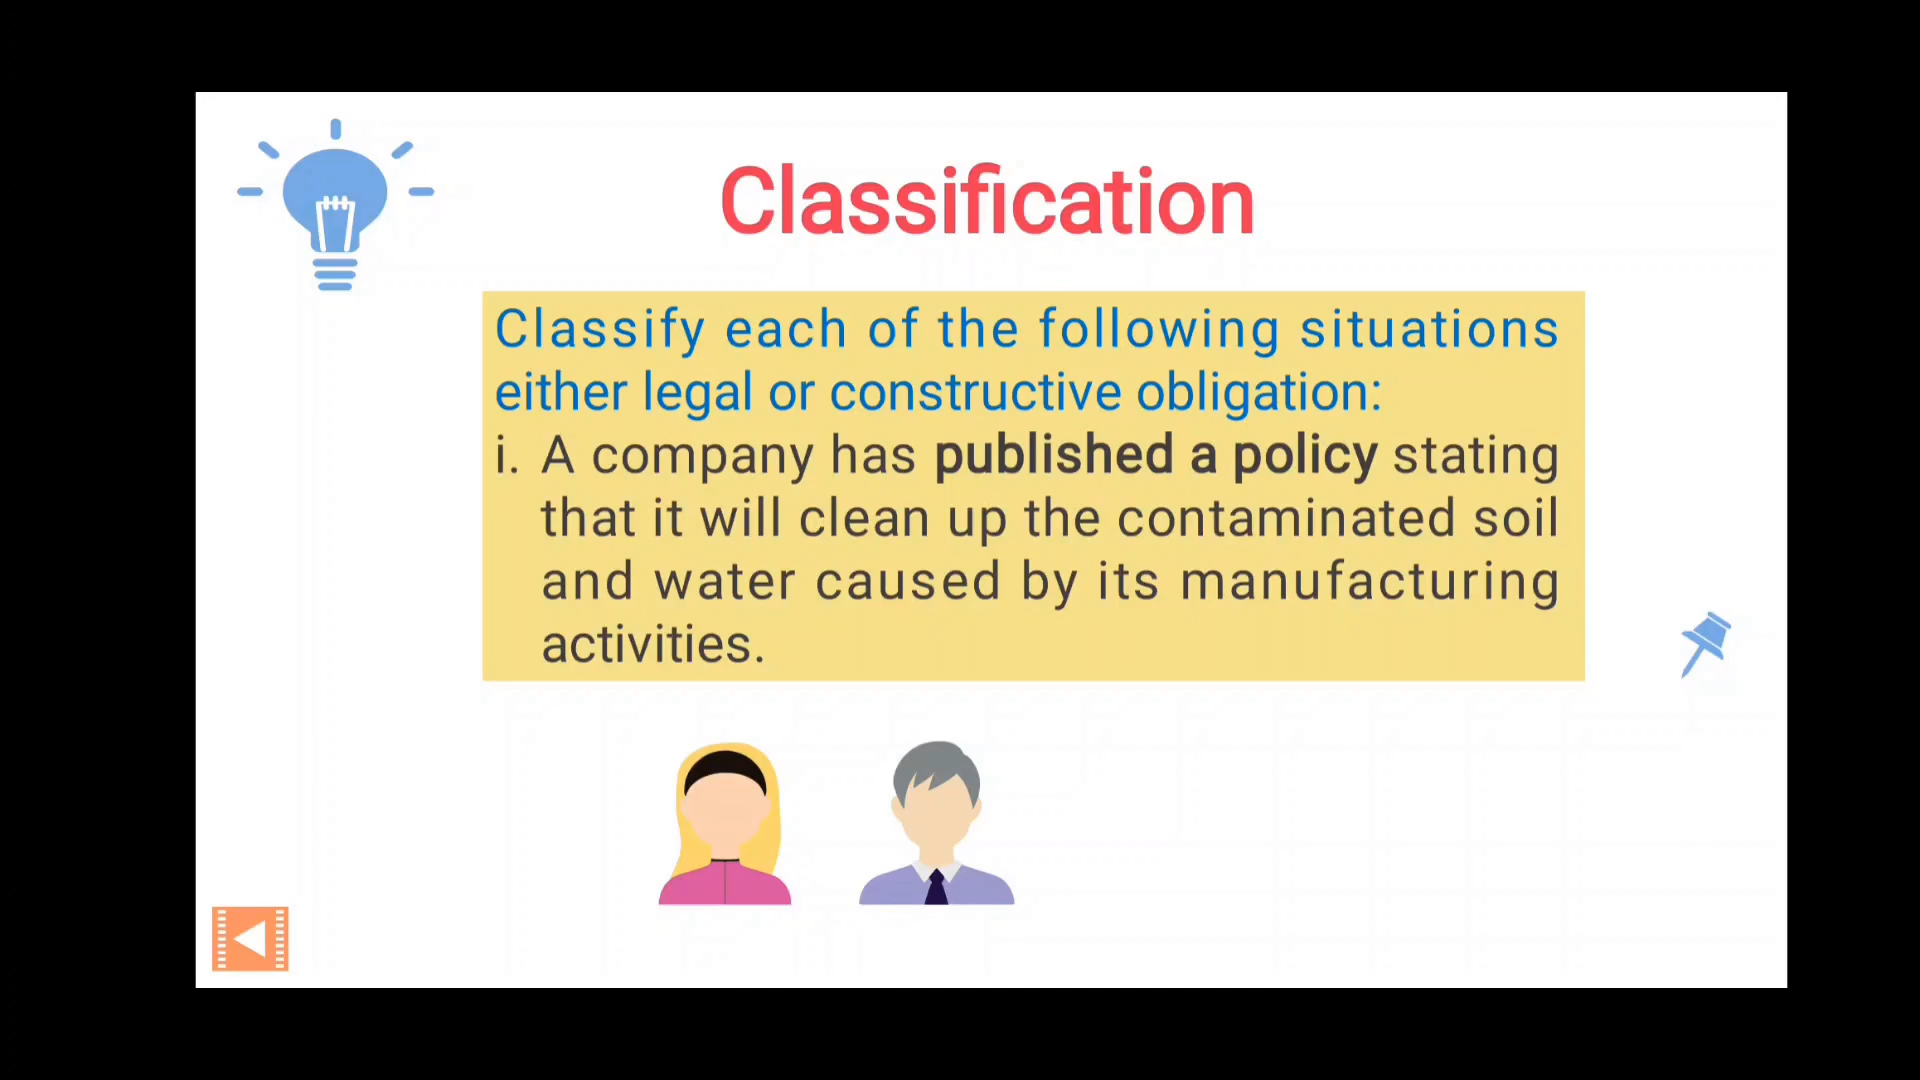 Classification
Classify each of the following situations
either legal or constructive obligation:
i. A company has published a policy stating
that it will clean up the contaminated soil
and water caused by its manufacturing
activities.